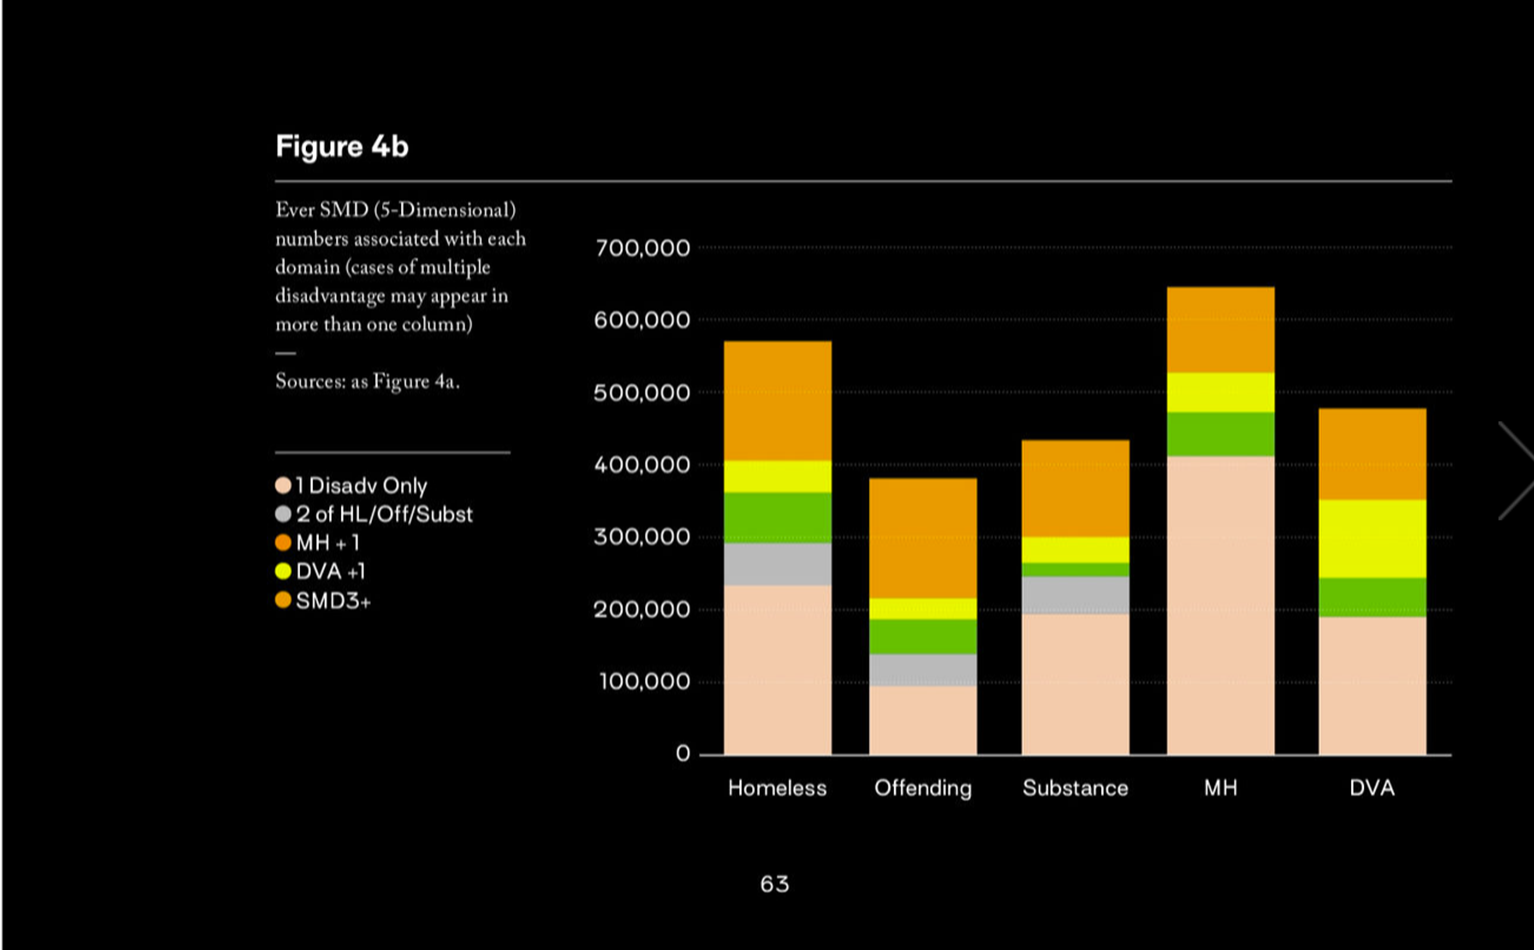 Figure 4b
Ever SMD (5-Dimensional)
numbers associated with each
domain (cases of multiple
disadvantage may appear in
more than one column)
—
Sources: as Figure 4a.
1 Disadv Only
2 of HL/Off/Subst
MH + 1
DVA +1
SMD3+
700,000
600,000
500,000
400,000
300,000
200,000
100,000
0
Homeless Offending Substance MH DVA
63